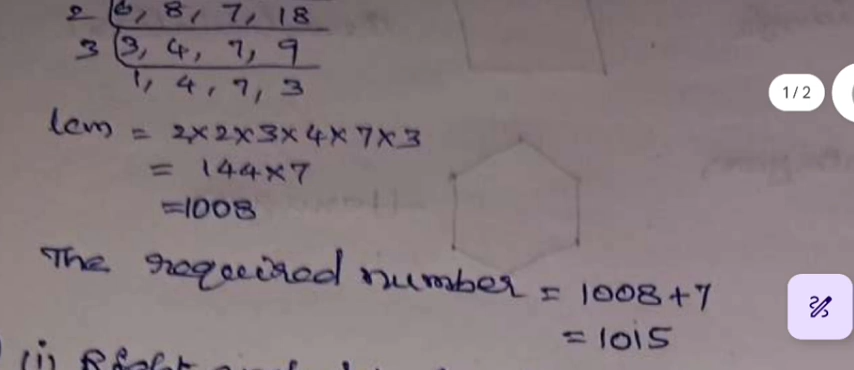 2 6, 8, 7, 18
3 3, 4, 7, 9
1, 4, 7, 3
lcm = 2×2×3×4×7×3
= 144×7
=1008
The required number = 1008+7
= 1015
(i)
1/2